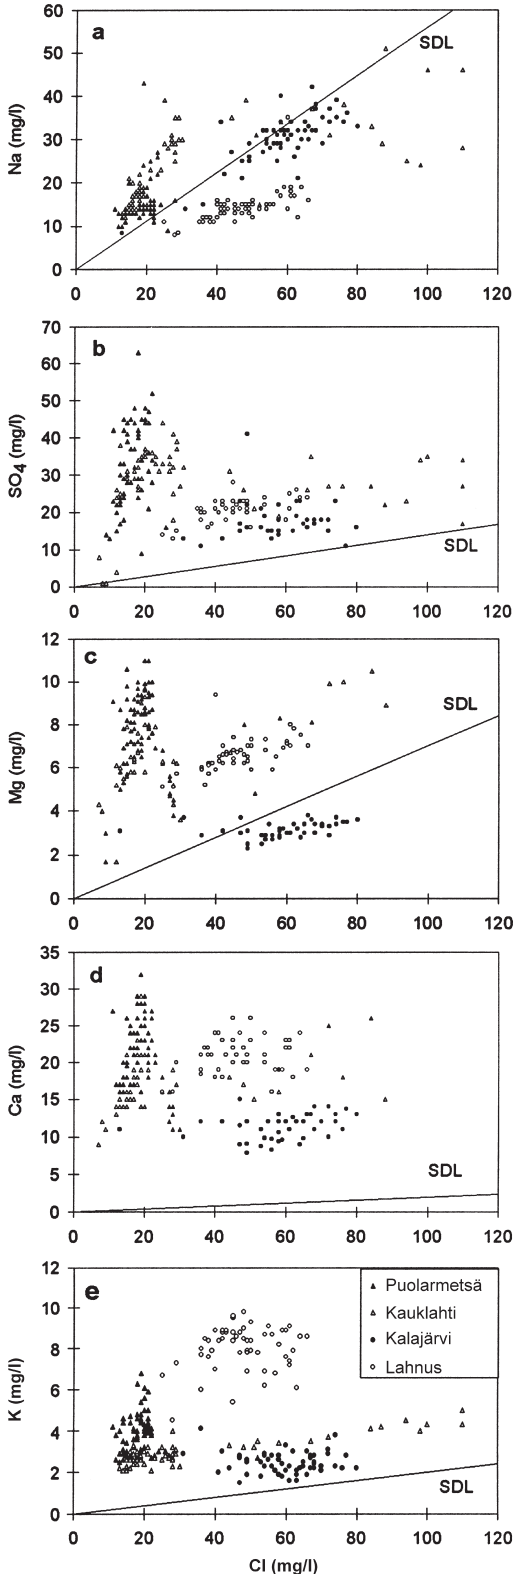 a
SDL
Na (mg/l)
60
50
40
30
20
10
0
0 20 40 60 80 100 120
b
SDL
SO4 (mg/l)
70
60
50
40
30
20
10
0
0 20 40 60 80 100 120
c
SDL
Mg (mg/l)
12
10
8
6
4
2
0
0 20 40 60 80 100 120
d
SDL
Ca (mg/l)
35
30
25
20
15
10
5
0
0 20 40 60 80 100 120
e
Puolarmetsä
Kauklahti
Kalajärvi
Lahnus
SDL
K (mg/l)
12
10
8
6
4
2
0
0 20 40 60 80 100 120
Cl (mg/l)